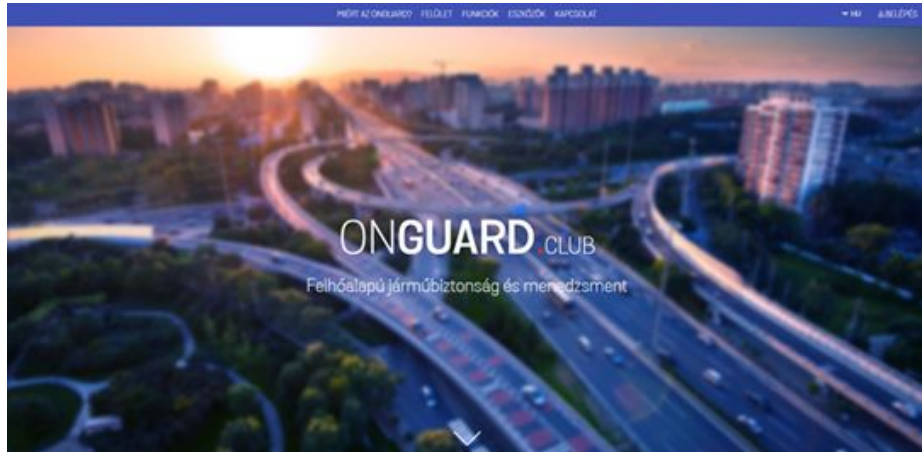 MIÉRT AZ ONGUARD? FELÜLET FUNKCIÓK ESZKÖZÖK KAPCSOLAT HU BELÉPÉS
ONGUARD.CLUB
Felhőalapú járműbiztonság és menedzsment